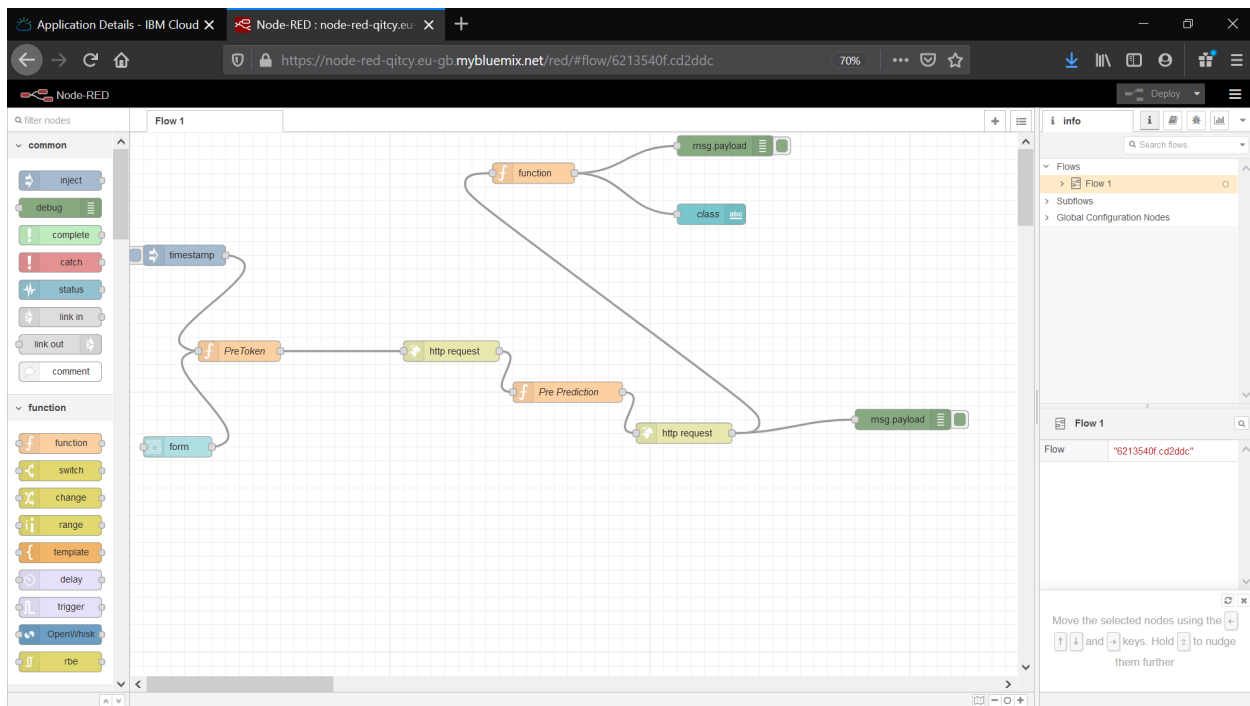 Application Details - IBM Cloud
Node-RED : node-red-qitcy.eu-
https://node-red-qitcy.eu-gb.mybluemix.net/red/#flow/6213540f.cd2ddc
70%
Node-RED
Deploy
filter nodes
common
inject
debug
complete
catch
status
link in
link out
comment
function
function
switch
change
range
template
delay
trigger
OpenWhisk
rbe
Flow 1
msg.payload
function
class
abc
timestamp
PreToken
http request
Pre Prediction
http request
msg.payload
form
i info
Search flows
Flows
Flow 1
Subflows
Global Configuration Nodes
Flow 1
Flow "6213540f.cd2ddc"
Move the selected nodes using the ←
↑ ↓ and → keys. Hold ⇧ to nudge
them further